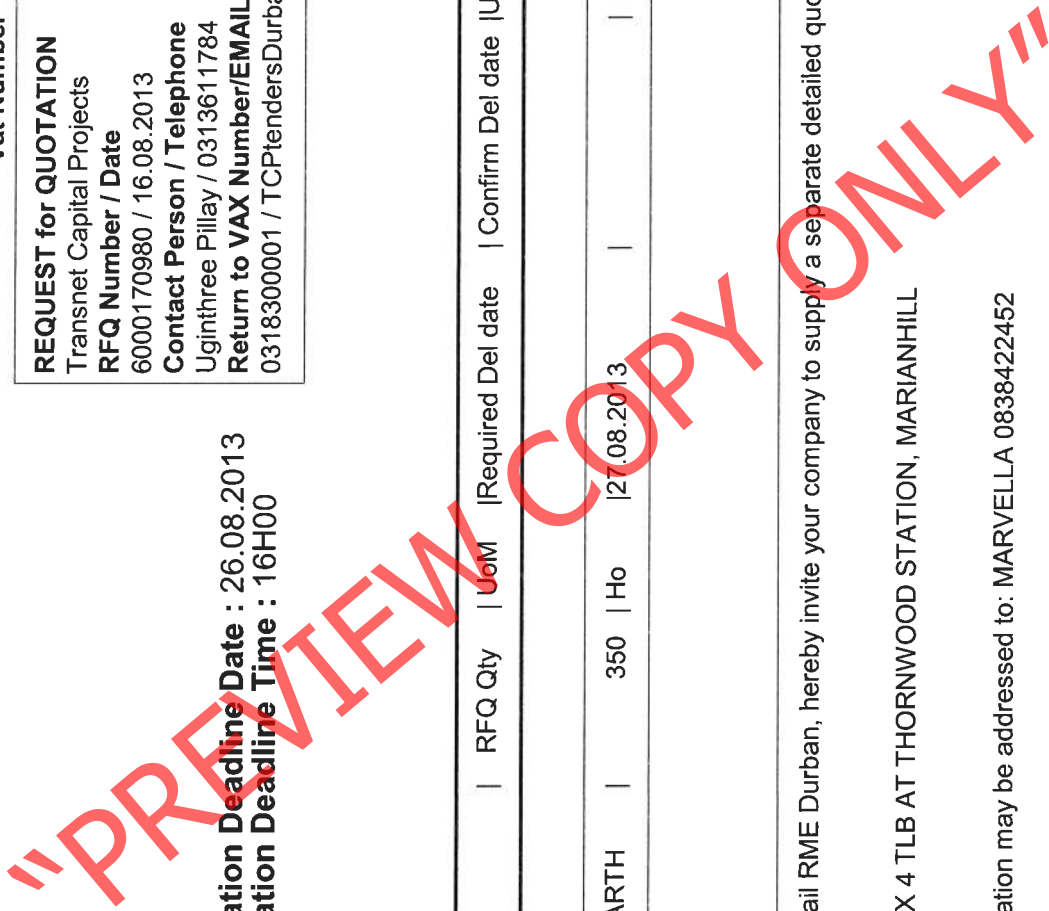 REQUEST for QUOTATION
Transnet Capital Projects
RFQ Number / Date
6000170980 / 16.08.2013
Contact Person / Telephone
Uginthree Pillay / 0313611784
Return to VAX Number/EMAIL
0318300001 / TCPtendersDurba
ation Deadline Date : 26.08.2013
ation Deadline Time : 16H00
| RFQ Qty | UoM |Required Del date | Confirm Del date |U
ARTH | 350 | Ho |27.08.2013 | |
ail RME Durban, hereby invite your company to supply a separate detailed quo
X 4 TLB AT THORNWOOD STATION, MARIANHILL
ation may be addressed to: MARVELLA 0838422452
"PREVIEW COPY ONLY"